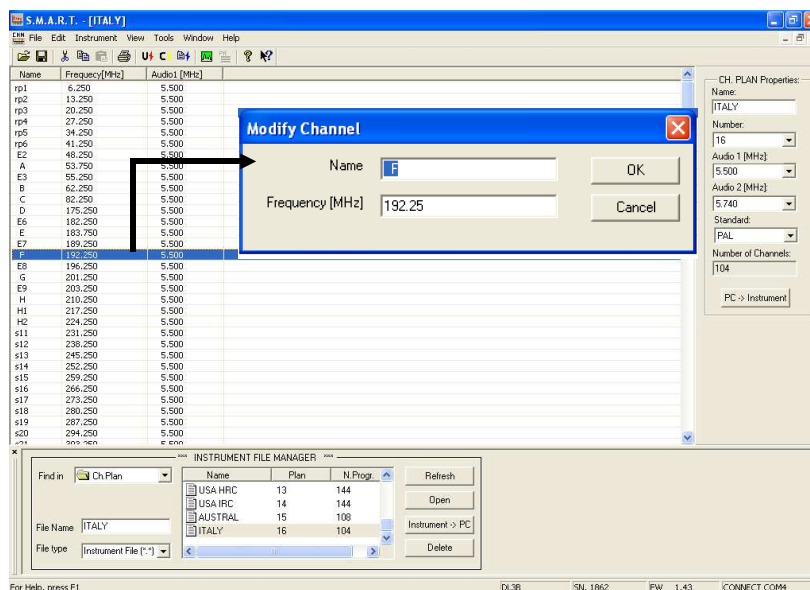 S.M.A.R.T. - [ITALY]
File Edit Instrument View Tools Window Help
Name Frequecy[MHz] Audio1 [MHz]
rp1 6.250 5.500
rp2 13.250 5.500
rp3 20.250 5.500
rp4 27.250 5.500
rp5 34.250 5.500
rp6 41.250 5.500
E2 48.250 5.500
A 53.750 5.500
E3 55.250 5.500
B 62.250 5.500
C 82.250 5.500
D 175.250 5.500
E6 182.250 5.500
E 183.750 5.500
E7 189.250 5.500
F 192.250 5.500
E8 196.250 5.500
G 201.250 5.500
E9 203.250 5.500
H 210.250 5.500
H1 217.250 5.500
H2 224.250 5.500
s11 231.250 5.500
s12 238.250 5.500
s13 245.250 5.500
s14 252.250 5.500
s15 259.250 5.500
s16 266.250 5.500
s17 273.250 5.500
s18 280.250 5.500
s19 287.250 5.500
s20 294.250 5.500
Modify Channel
Name F OK
Frequency [MHz] 192.25 Cancel
CH. PLAN Properties:
Name:
ITALY
Number:
16
Audio 1 [MHz]:
5.500
Audio 2 [MHz]:
5.740
Standard:
PAL
Number of Channels:
104
PC -> Instrument
INSTRUMENT FILE MANAGER
Find in Ch.Plan
File Name ITALY
File type Instrument File (*.*)
Name Plan N.Progr.
USA HRC 13 144
USA IRC 14 144
AUSTRAL 15 108
ITALY 16 104
Refresh
Open
Instrument -> PC
Delete
For Help, press F1 DL3B SN. 1862 FW 1.43 CONNECT COM4